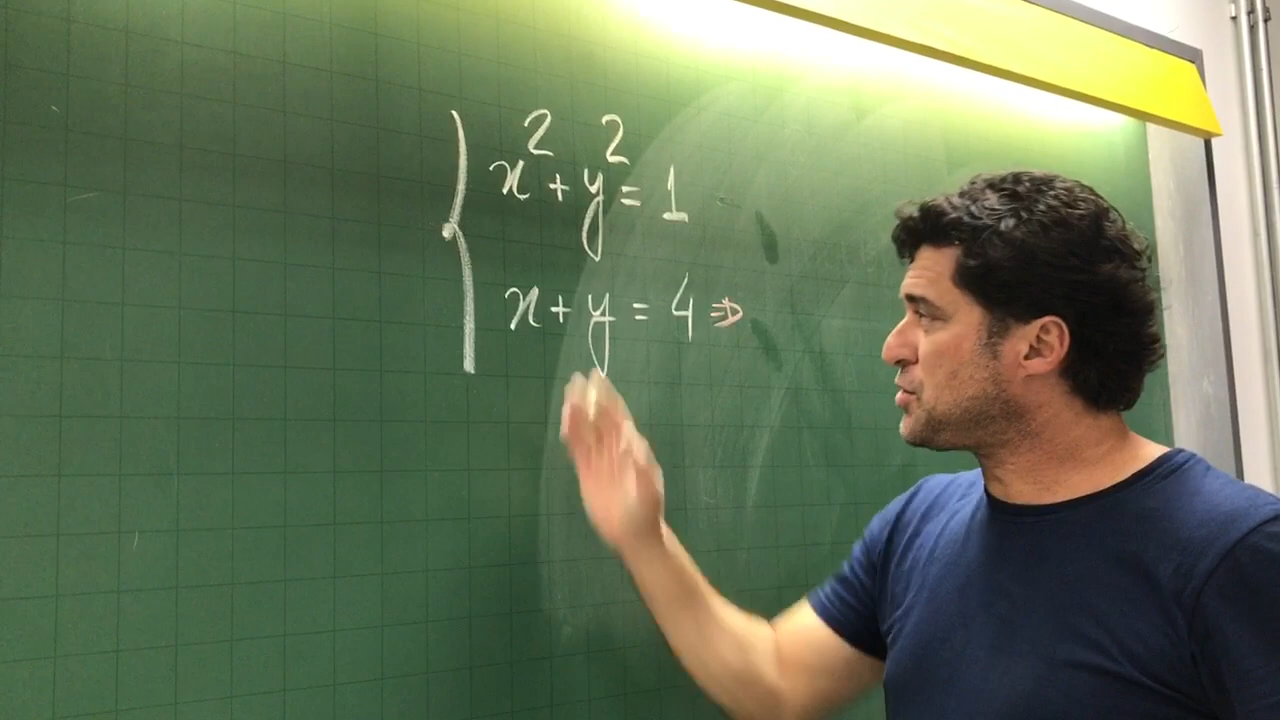 x² + y² = 1
x + y = 4 ⇒